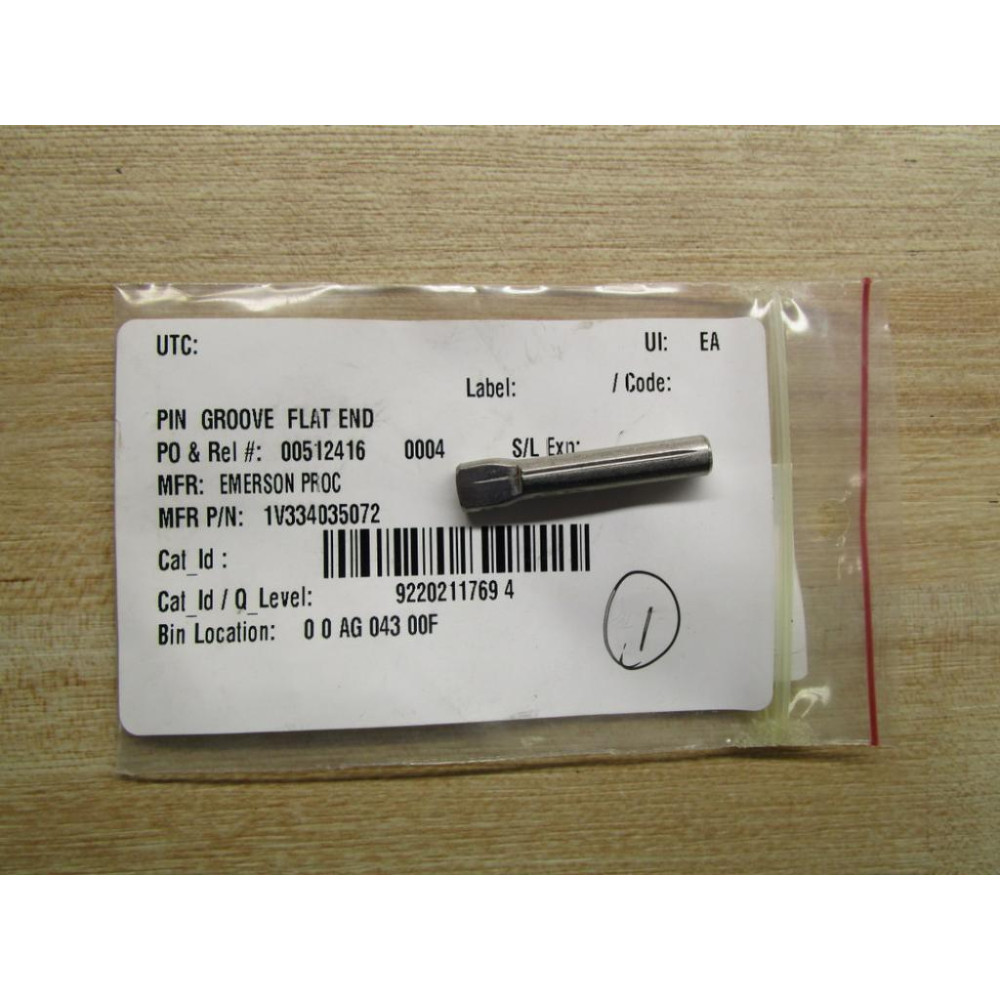 UTC: UI: EA
Label: / Code:
PIN GROOVE FLAT END
PO & Rel #: 00512416 0004 S/L Exp:
MFR: EMERSON PROC
MFR P/N: 1V334035072
Cat_Id :
Cat_Id / Q_Level: 9220211769 4
Bin Location: 0 0 AG 043 00F
1